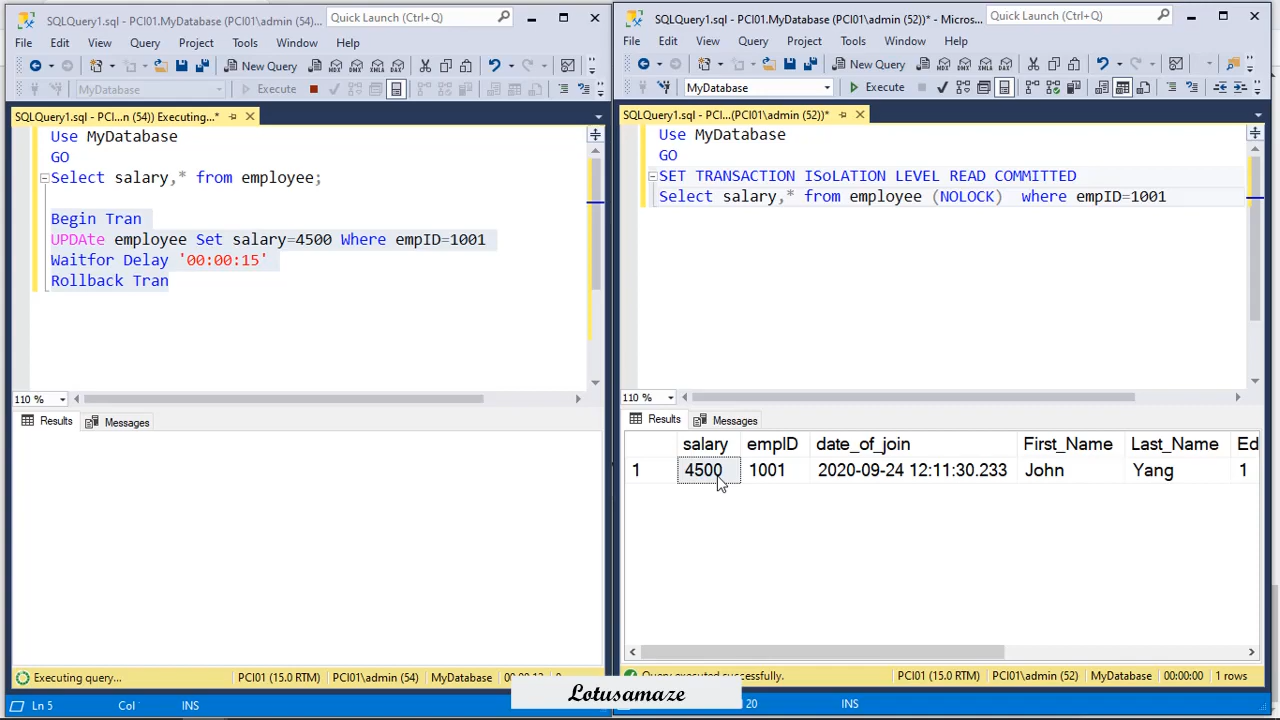 SQLQuery1.sql - PCI01.MyDatabase (PCI01\admin (54))...
Quick Launch (Ctrl+Q)
File Edit View Query Project Tools Window Help
New Query
MyDatabase
Execute
SQLQuery1.sql - PCI...n (54)) Executing...*
Use MyDatabase
GO
Select salary,* from employee;
Begin Tran
UPDAte employee Set salary=4500 Where empID=1001
Waitfor Delay '00:00:15'
Rollback Tran
110 %
Results
Messages
Executing query...
PCI01 (15.0 RTM)
PCI01\admin (54)
MyDatabase
Ln 5
Col
INS
SQLQuery1.sql - PCI01.MyDatabase (PCI01\admin (52))* - Micros...
Quick Launch (Ctrl+Q)
File Edit View Query Project Tools Window Help
New Query
MyDatabase
Execute
SQLQuery1.sql - PCI...(PCI01\admin (52))*
Use MyDatabase
GO
SET TRANSACTION ISoLATION LEVEL READ COMMITTED
Select salary,* from employee (NOLOCK) where empID=1001
110 %
Results
Messages
salary empID date_of_join First_Name Last_Name Ed
1 4500 1001 2020-09-24 12:11:30.233 John Yang 1
Query executed successfully.
PCI01 (15.0 RTM)
PCI01\admin (52)
MyDatabase
00:00:00
1 rows
20
INS
Lotusamaze